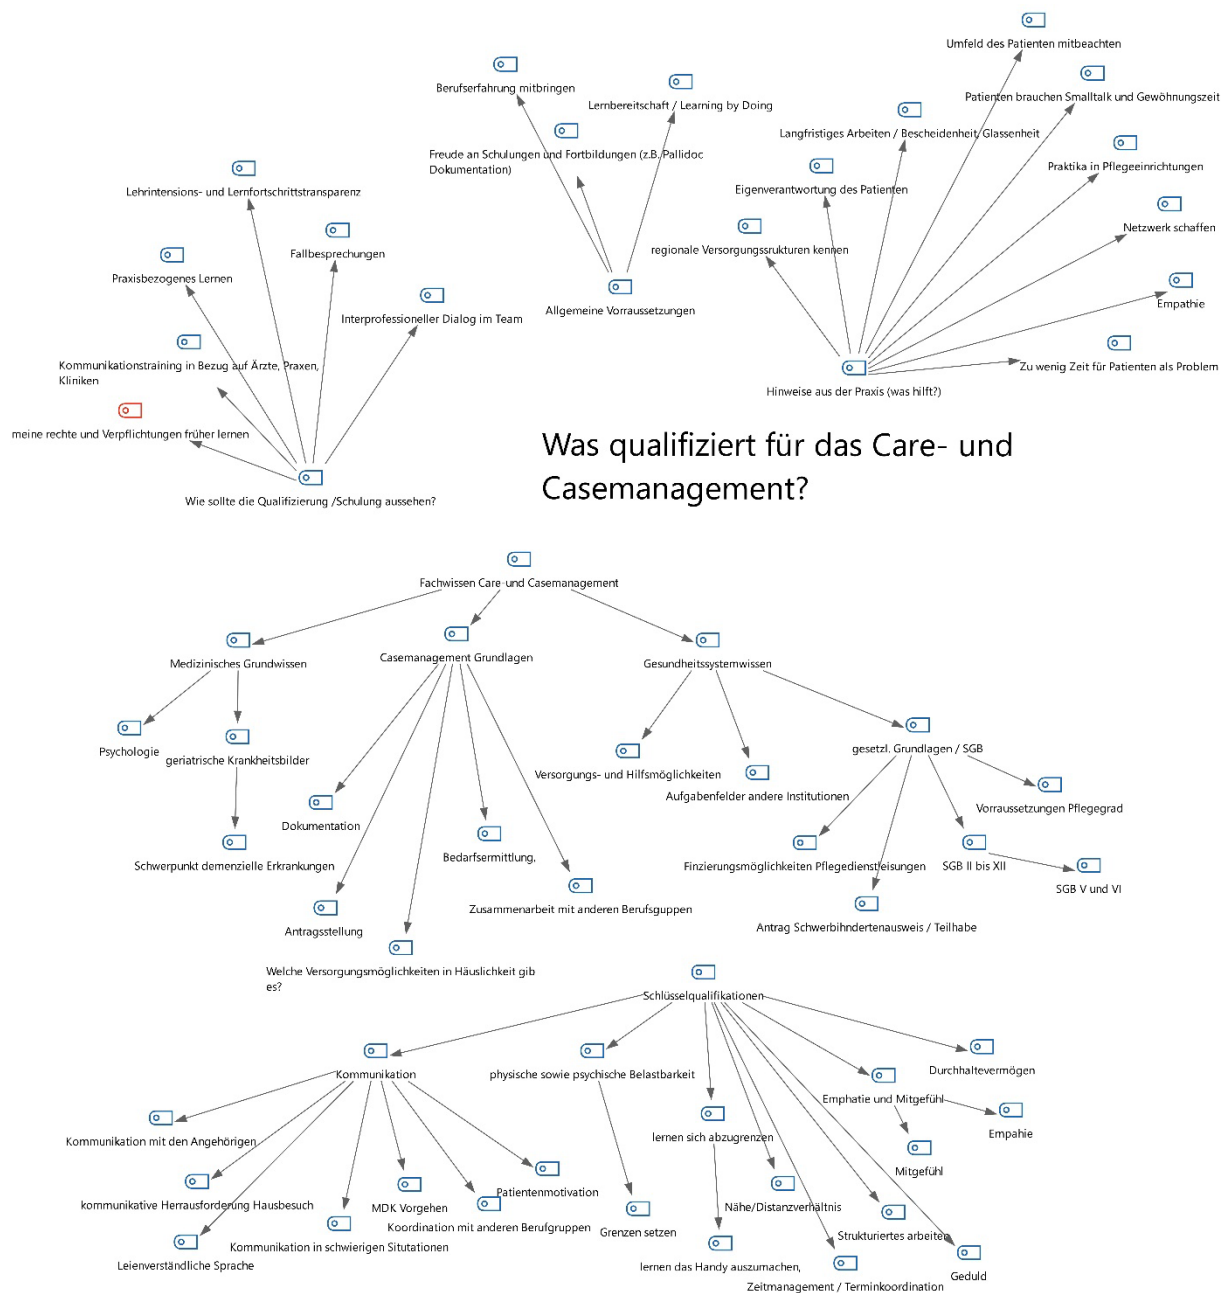 Umfeld des Patienten mitbeachten
Berufserfahrung mitbringen
Patienten brauchen Smalltalk und Gewöhnungszeit
Lernbereitschaft / Learning by Doing
Langfristiges Arbeiten / Bescheidenheit, Glassenheit
Freude an Schulungen und Fortbildungen (z.B. Pallidoc
Dokumentation)
Praktika in Pflegeeinrichtungen
Lehrintensions- und Lernfortschrittstransparenz
Eigenverantwortung des Patienten
Netzwerk schaffen
Fallbesprechungen
regionale Versorgungssrukturen kennen
Praxisbezogenes Lernen
Empathie
Interprofessioneller Dialog im Team
Allgemeine Vorraussetzungen
Kommunikationstraining in Bezug auf Ärzte, Praxen,
Kliniken
Zu wenig Zeit für Patienten als Problem
Hinweise aus der Praxis (was hilft?)
meine rechte und Verpflichtungen früher lernen
Wie sollte die Qualifizierung /Schulung aussehen?
Was qualifiziert für das Care- und
Casemanagement?
Fachwissen Care-und Casemanagement
Medizinisches Grundwissen
Casemanagement Grundlagen
Gesundheitssystemwissen
Psychologie
geriatrische Krankheitsbilder
gesetzl. Grundlagen / SGB
Versorgungs- und Hilfsmöglichkeiten
Aufgabenfelder andere Institutionen
Vorraussetzungen Pflegegrad
Dokumentation
Bedarfsermittlung,
Schwerpunkt demenzielle Erkrankungen
Finzierungsmöglichkeiten Pflegedienstleisungen
SGB II bis XII
SGB V und VI
Zusammenarbeit mit anderen Berufsguppen
Antragsstellung
Antrag Schwerbihndertenausweis / Teilhabe
Welche Versorgungsmöglichkeiten in Häuslichkeit gib
es?
Schlüsselqualifikationen
Kommunikation
physische sowie psychische Belastbarkeit
Durchhaltevermögen
Emphatie und Mitgefühl
Empahie
Kommunikation mit den Angehörigen
lernen sich abzugrenzen
Mitgefühl
kommunikative Herrausforderung Hausbesuch
Patientenmotivation
MDK Vorgehen
Nähe/Distanzverhältnis
Koordination mit anderen Berufgruppen
Grenzen setzen
Strukturiertes arbeiten
Kommunikation in schwierigen Situtationen
Leienverständliche Sprache
lernen das Handy auszumachen,
Geduld
Zeitmanagement / Terminkoordination